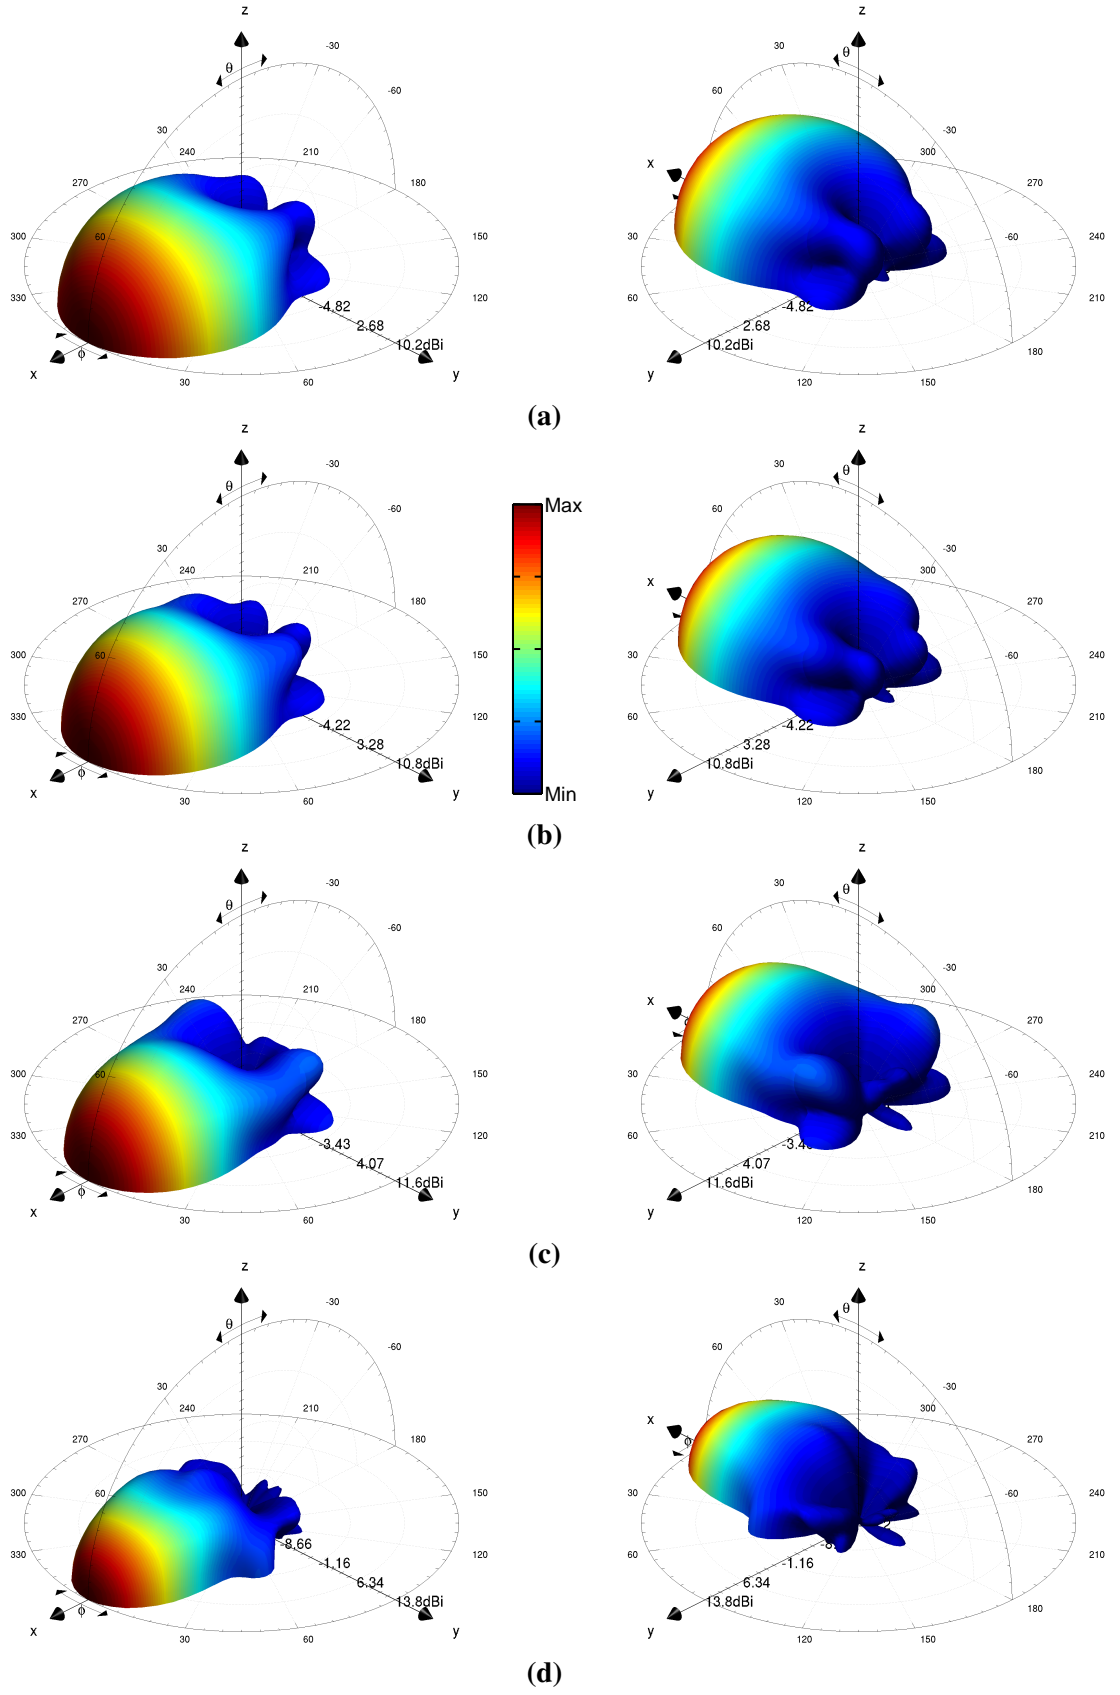 z z
-30 θ θ 30
-60 60
30 -30
240 210 300
270 180 x 270
300 60 150 30 -60 240
330 120 60 210
-4.82 -4.82
2.68 2.68
ϕ 10.2dBi 10.2dBi 180
x 30 60 y y 120 150
(a)
z z
-30 θ θ 30
-60 60
30 -30
240 210 300
270 180 x 270
300 60 150 30 -60 240
330 120 60 210
-4.22 -4.22
3.28 3.28
ϕ 10.8dBi 10.8dBi 180
x 30 60 y y 120 150
Max
Min
(b)
z z
-30 θ θ 30
-60 60
30 -30
240 210 300
270 180 x 270
300 60 150 30 -60 240
330 120 60 210
-3.43
4.07 4.07
ϕ 11.6dBi 11.6dBi 180
x 30 60 y y 120 150
(c)
z z
-30 θ 30 θ
-60 60
30 -30
240 210 300
270 180 x ϕ 270
300 60 150 30 -60 240
330 120 60 210
-8.66
-1.16 -1.16
6.34 6.34
ϕ 13.8dBi 13.8dBi 180
x 30 60 y y 120 150
(d)